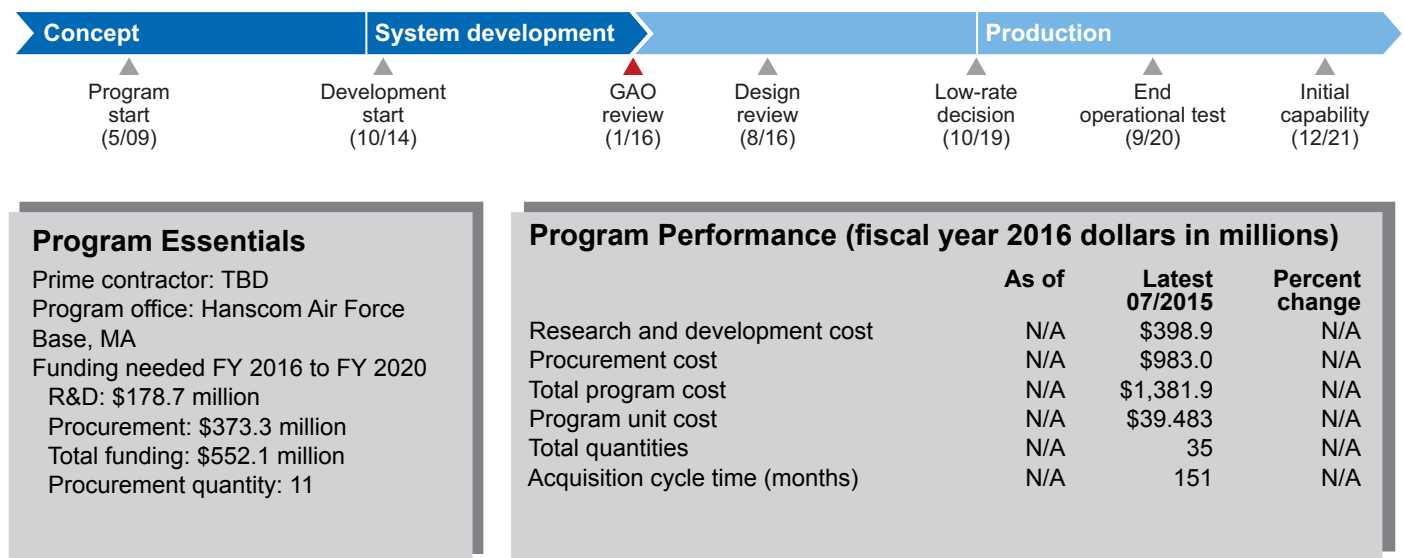 Concept
System development
Production
Program
start
(5/09)
Development
start
(10/14)
GAO
review
(1/16)
Design
review
(8/16)
Low-rate
decision
(10/19)
End
operational test
(9/20)
Initial
capability
(12/21)
Program Essentials
Prime contractor: TBD
Program office: Hanscom Air Force
Base, MA
Funding needed FY 2016 to FY 2020
R&D: $178.7 million
Procurement: $373.3 million
Total funding: $552.1 million
Procurement quantity: 11
Program Performance (fiscal year 2016 dollars in millions)
As of Latest Percent
07/2015 change
Research and development cost N/A $398.9 N/A
Procurement cost N/A $983.0 N/A
Total program cost N/A $1,381.9 N/A
Program unit cost N/A $39.483 N/A
Total quantities N/A 35 N/A
Acquisition cycle time (months) N/A 151 N/A